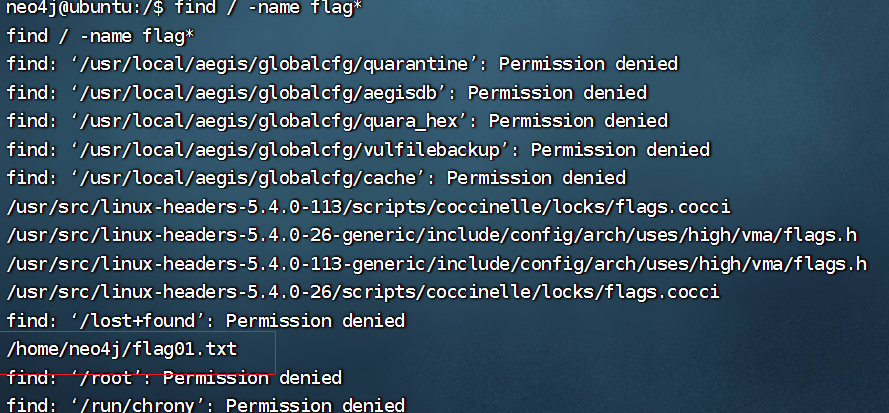 neo4j@ubuntu:/$ find / -name flag*
find / -name flag*
find: ‘/usr/local/aegis/globalcfg/quarantine’: Permission denied
find: ‘/usr/local/aegis/globalcfg/aegisdb’: Permission denied
find: ‘/usr/local/aegis/globalcfg/quara_hex’: Permission denied
find: ‘/usr/local/aegis/globalcfg/vulfilebackup’: Permission denied
find: ‘/usr/local/aegis/globalcfg/cache’: Permission denied
/usr/src/linux-headers-5.4.0-113/scripts/coccinelle/locks/flags.cocci
/usr/src/linux-headers-5.4.0-26-generic/include/config/arch/uses/high/vma/flags.h
/usr/src/linux-headers-5.4.0-113-generic/include/config/arch/uses/high/vma/flags.h
/usr/src/linux-headers-5.4.0-26/scripts/coccinelle/locks/flags.cocci
find: ‘/lost+found’: Permission denied
/home/neo4j/flag01.txt
find: ‘/root’: Permission denied
find: ‘/run/chrony’: Permission denied